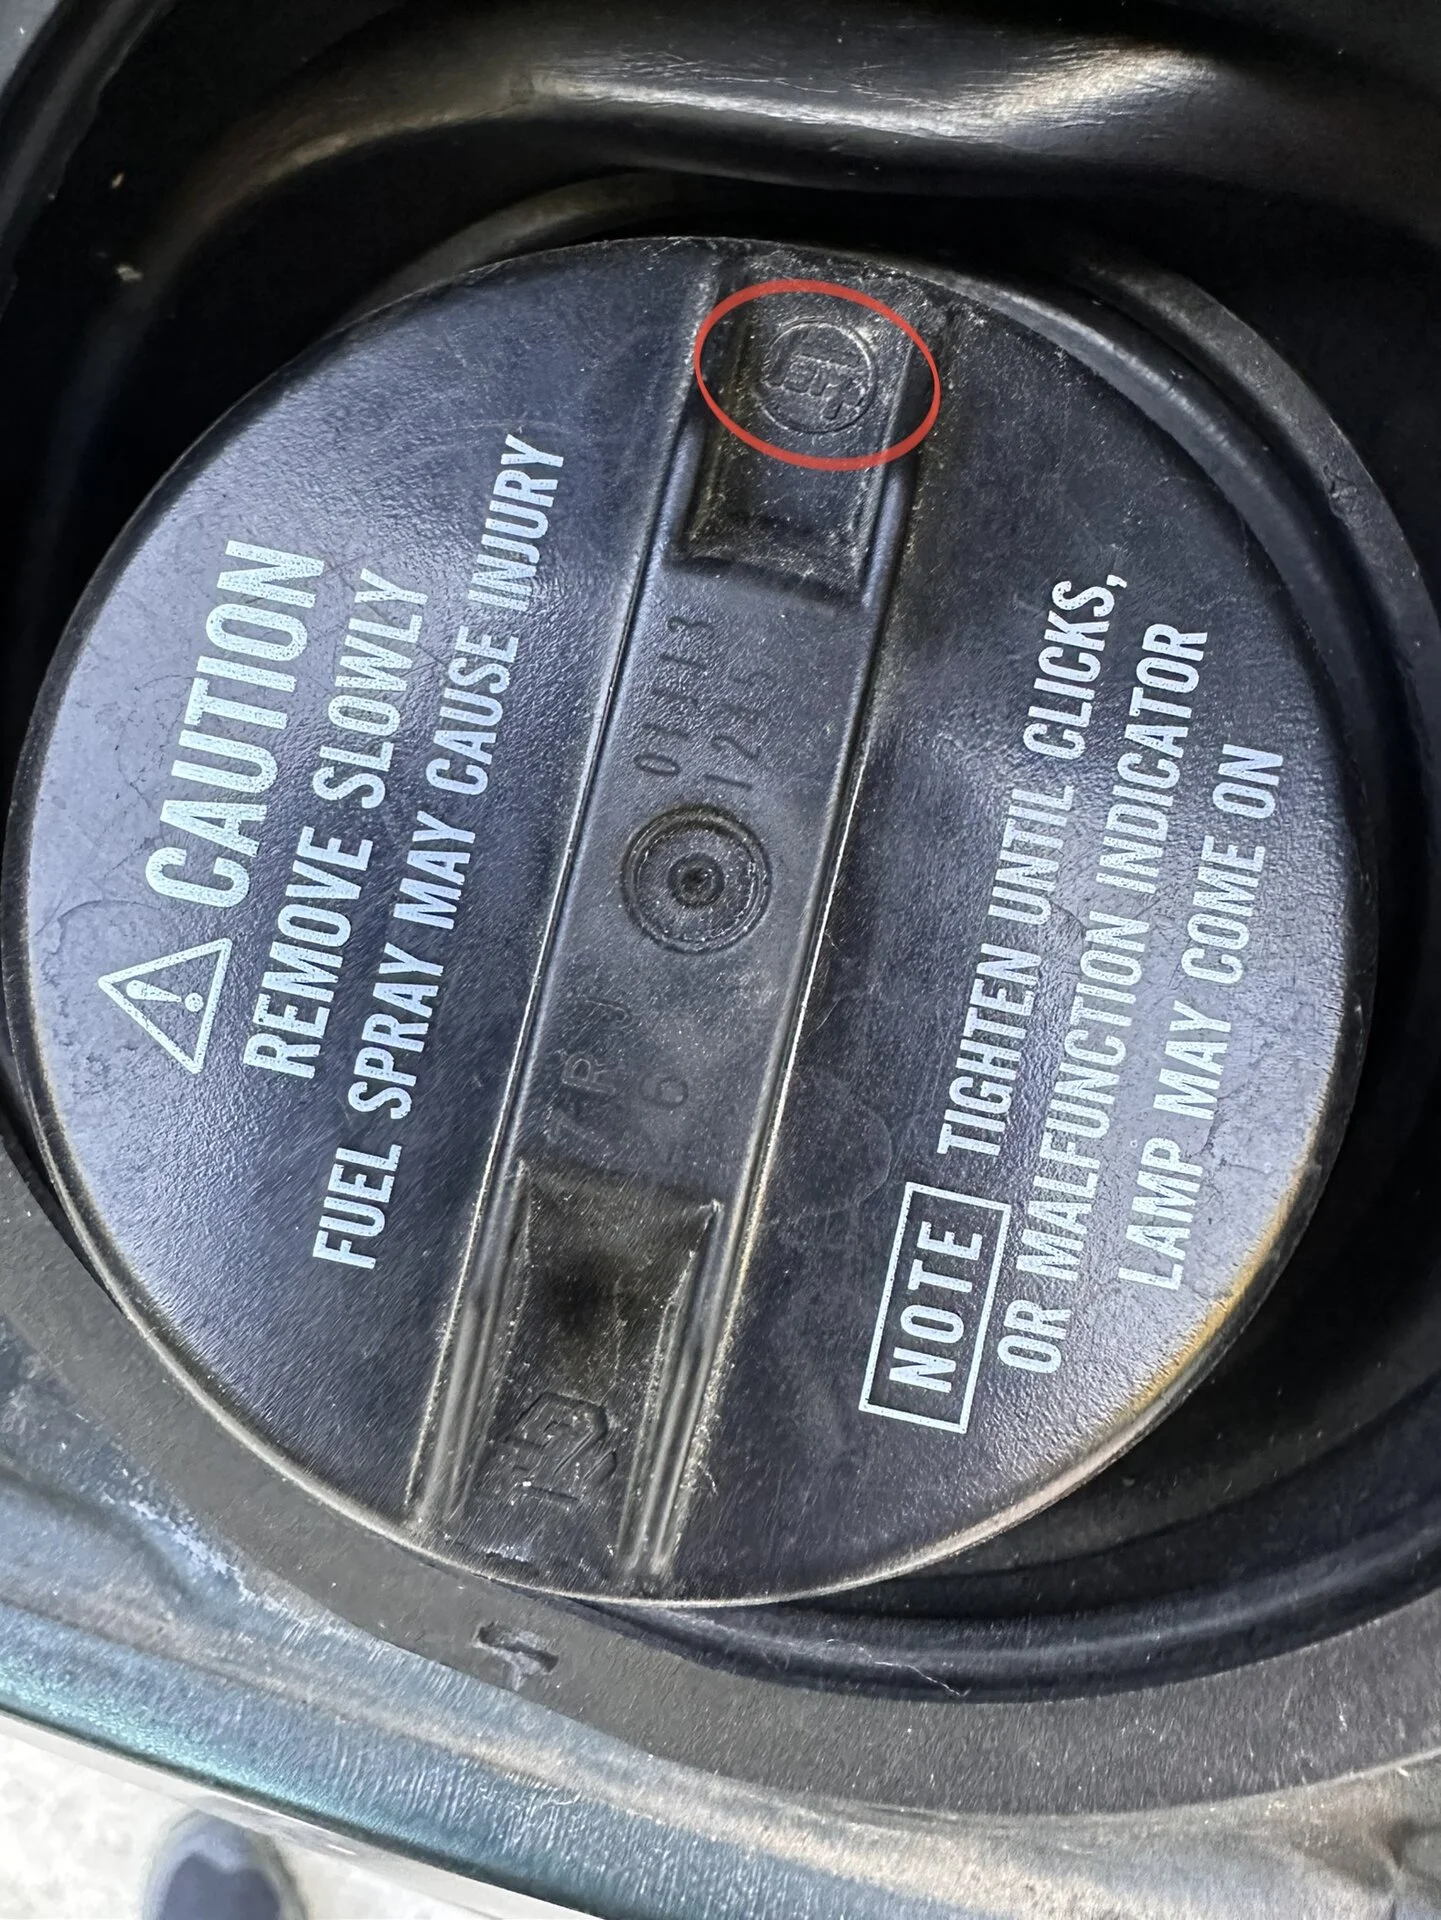 CAUTION
REMOVE SLOWLY
FUEL SPRAY MAY CAUSE INJURY
NOTE TIGHTEN UNTIL CLICKS,
OR MALFUNCTION INDICATOR
LAMP MAY COME ON